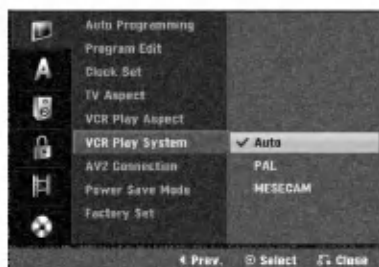 Auto Programming
Program Edit
Clock Set
TV Aspect
VCR Play Aspect
VCR Play System
✓ Auto
AV2 Connection
PAL
Power Save Mode
MESECAM
Factory Set
A
Prev. Select Close